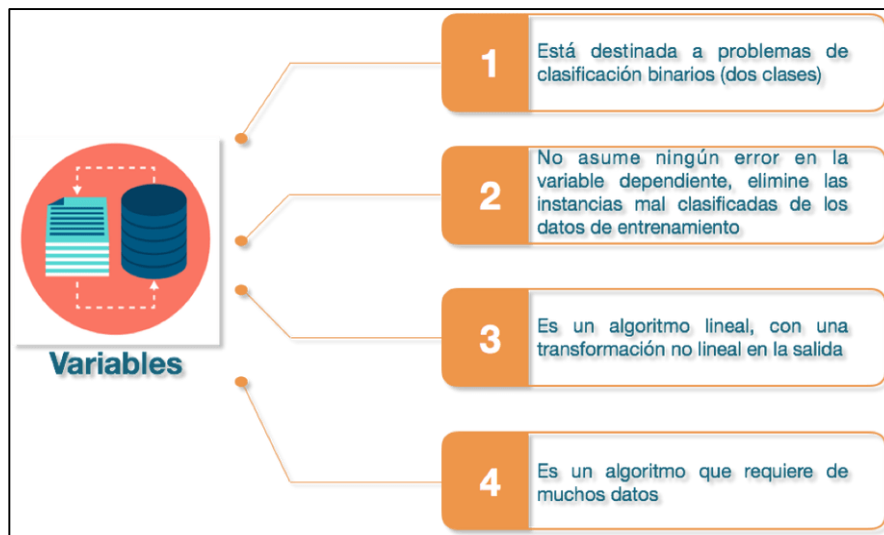 1
Está destinada a problemas de
clasificación binarios (dos clases)
2
No asume ningún error en la
variable dependiente, elimine las
instancias mal clasificadas de los
datos de entrenamiento
3
Es un algoritmo lineal, con una
transformación no lineal en la salida
4
Es un algoritmo que requiere de
muchos datos
Variables